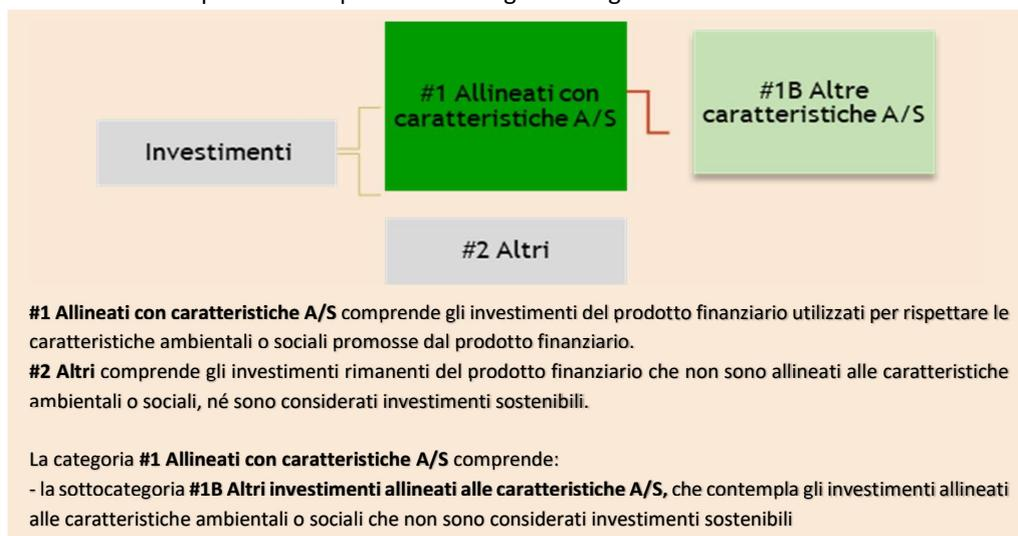 #1 Allineati con
caratteristiche A/S
#1B Altre
caratteristiche A/S
Investimenti
#2 Altri
#1 Allineati con caratteristiche A/S comprende gli investimenti del prodotto finanziario utilizzati per rispettare le
caratteristiche ambientali o sociali promosse dal prodotto finanziario.
#2 Altri comprende gli investimenti rimanenti del prodotto finanziario che non sono allineati alle caratteristiche
ambientali o sociali, né sono considerati investimenti sostenibili.
La categoria #1 Allineati con caratteristiche A/S comprende:
- la sottocategoria #1B Altri investimenti allineati alle caratteristiche A/S, che contempla gli investimenti allineati
alle caratteristiche ambientali o sociali che non sono considerati investimenti sostenibili